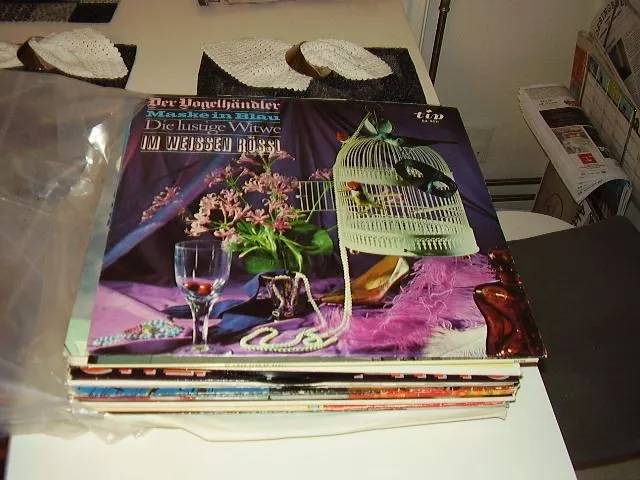 Der Vogelhändler
Maske in Blau
Die lustige Witwe
IM WEISSEN RÖSSL
tip